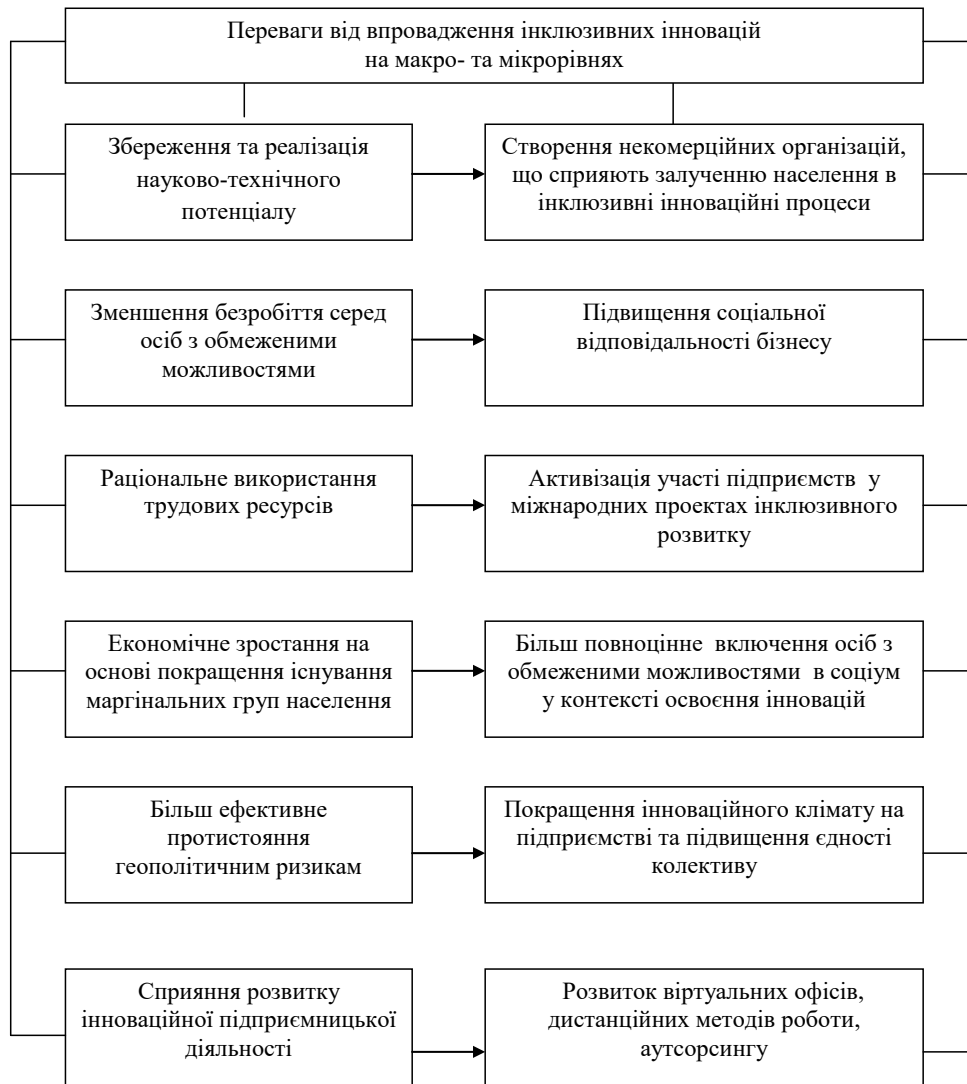 Переваги від впровадження інклюзивних інновацій
на макро- та мікрорівнях
Збереження та реалізація
науково-технічного
потенціалу
Створення некомерційних організацій,
що сприяють залученню населення в
інклюзивні інноваційні процеси
Зменшення безробіття серед
осіб з обмеженими
можливостями
Підвищення соціальної
відповідальності бізнесу
Раціональне використання
трудових ресурсів
Активізація участі підприємств у
міжнародних проектах інклюзивного
розвитку
Економічне зростання на
основі покращення існування
маргінальних груп населення
Більш повноцінне включення осіб з
обмеженими можливостями в соціум
у контексті освоєння інновацій
Більш ефективне
протистояння
геополітичним ризикам
Покращення інноваційного клімату на
підприємстві та підвищення єдності
колективу
Сприяння розвитку
інноваційної підприємницької
діяльності
Розвиток віртуальних офісів,
дистанційних методів роботи,
аутсорсингу